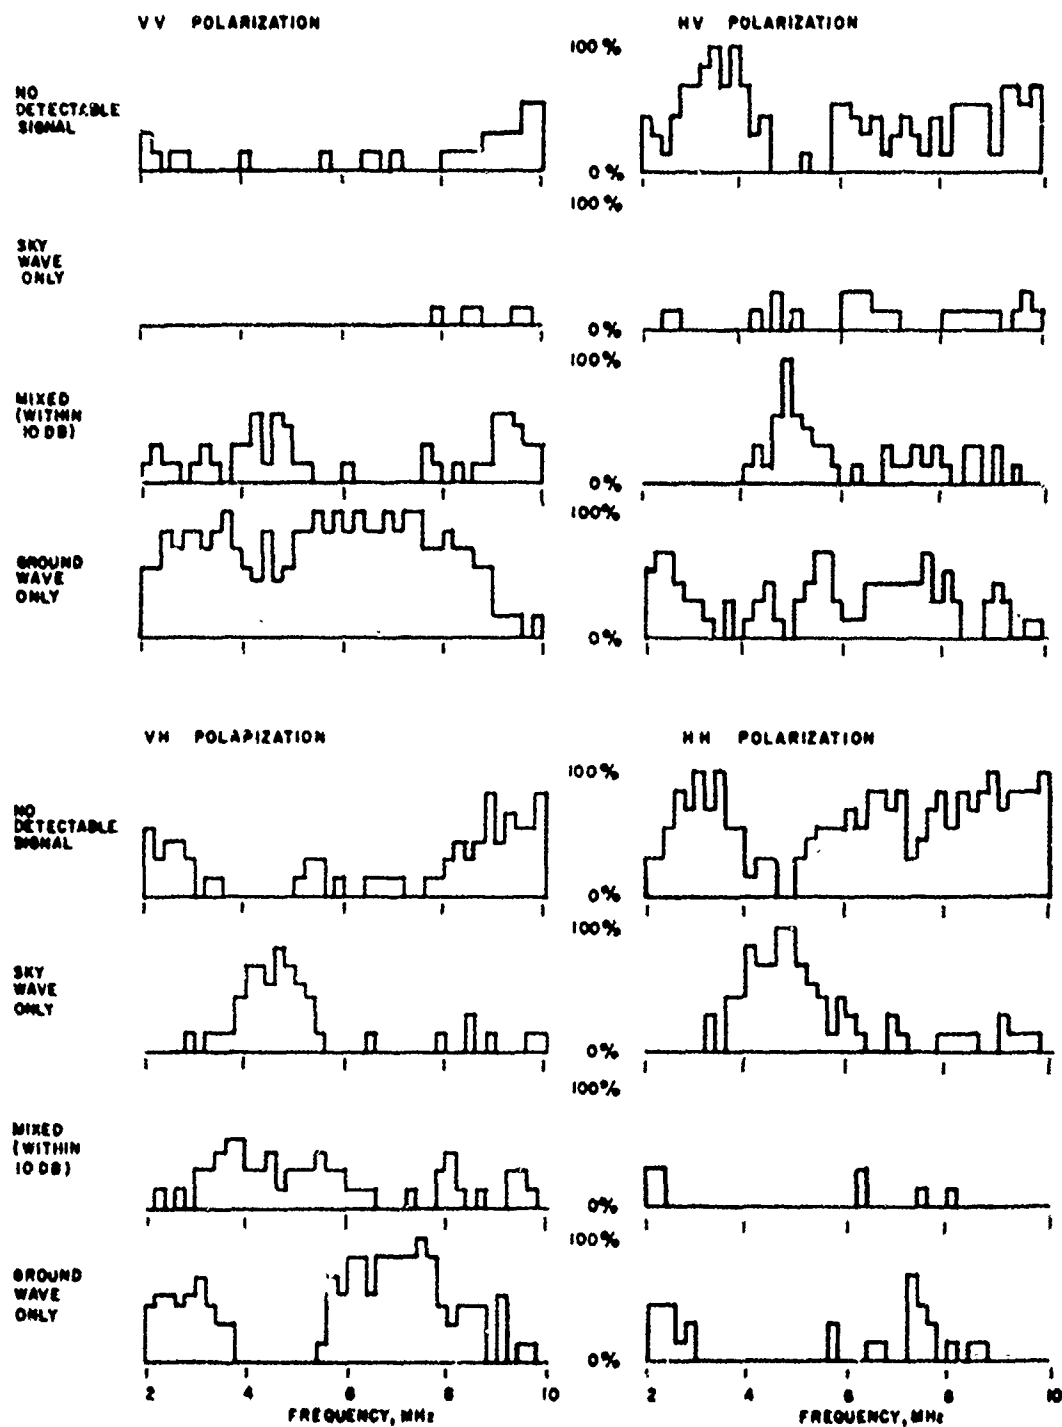 VV POLARIZATION
HV POLARIZATION
NO
DETECTABLE
SIGNAL
100%
0%
SKY
WAVE
ONLY
100%
0%
MIXED
(WITHIN
10 DB)
100%
0%
GROUND
WAVE
ONLY
100%
0%
VH POLARIZATION
HH POLARIZATION
NO
DETECTABLE
SIGNAL
100%
0%
SKY
WAVE
ONLY
100%
0%
MIXED
(WITHIN
10 DB)
100%
0%
GROUND
WAVE
ONLY
100%
0%
2 4 6 8 10
2 4 6 8 10
FREQUENCY, MHz
FREQUENCY, MHz